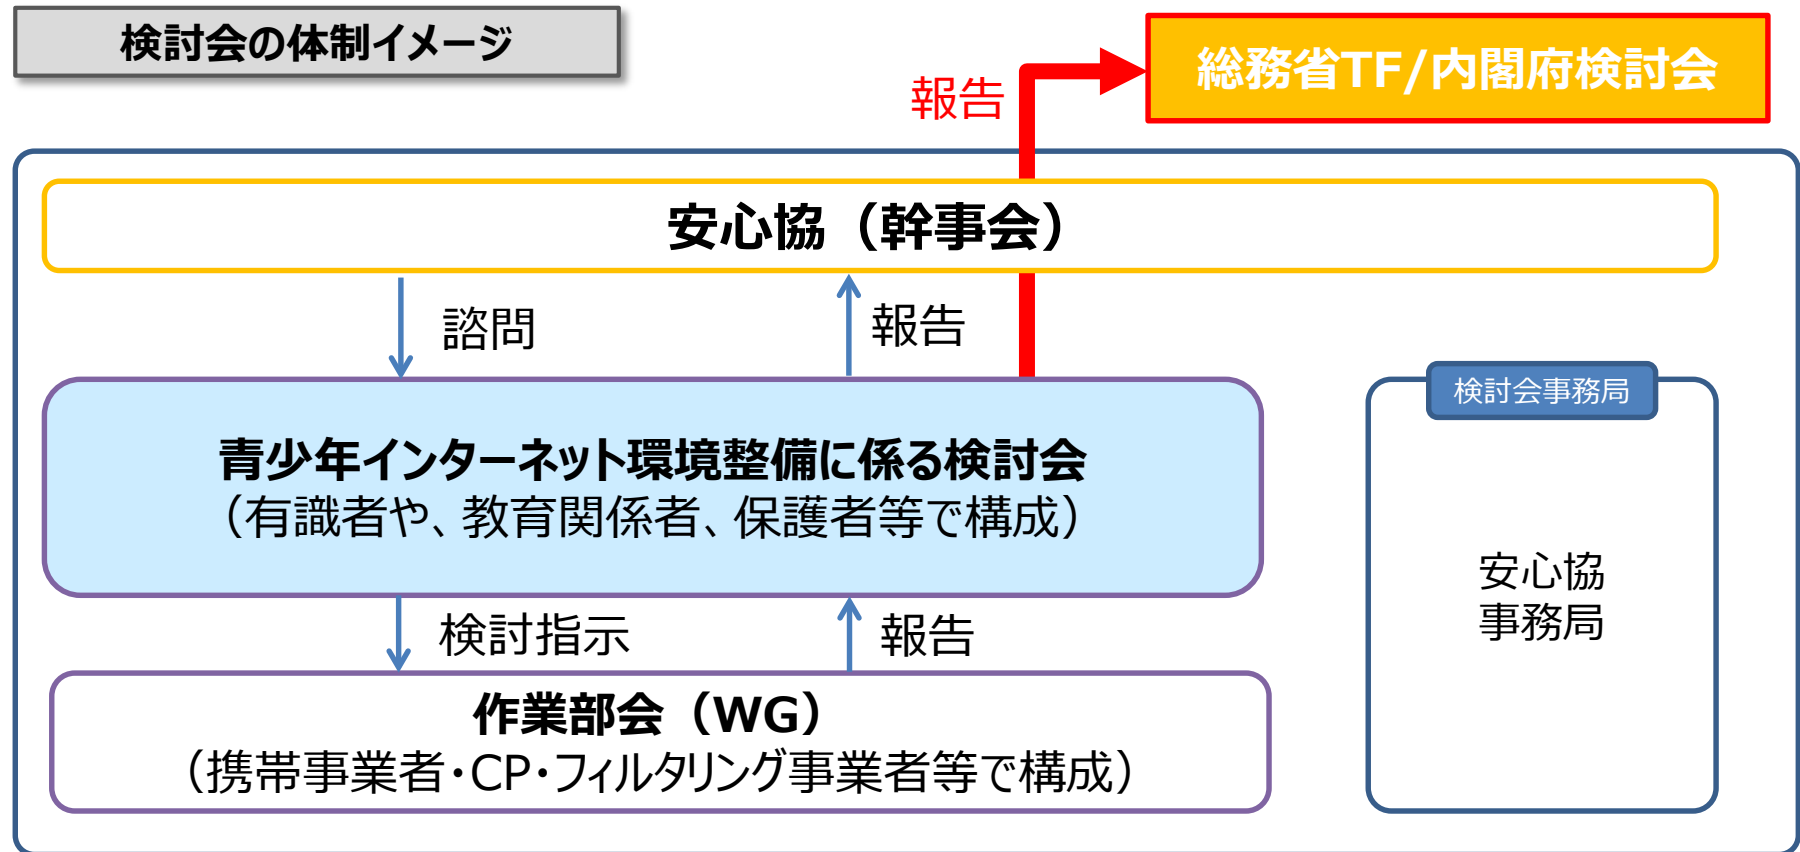 検討会の体制イメージ
総務省TF/内閣府検討会
報告
安心協（幹事会）
諮問
報告
青少年インターネット環境整備に係る検討会
（有識者や、教育関係者、保護者等で構成）
検討会事務局
安心協
事務局
検討指示
報告
作業部会（WG）
（携帯事業者・CP・フィルタリング事業者等で構成）